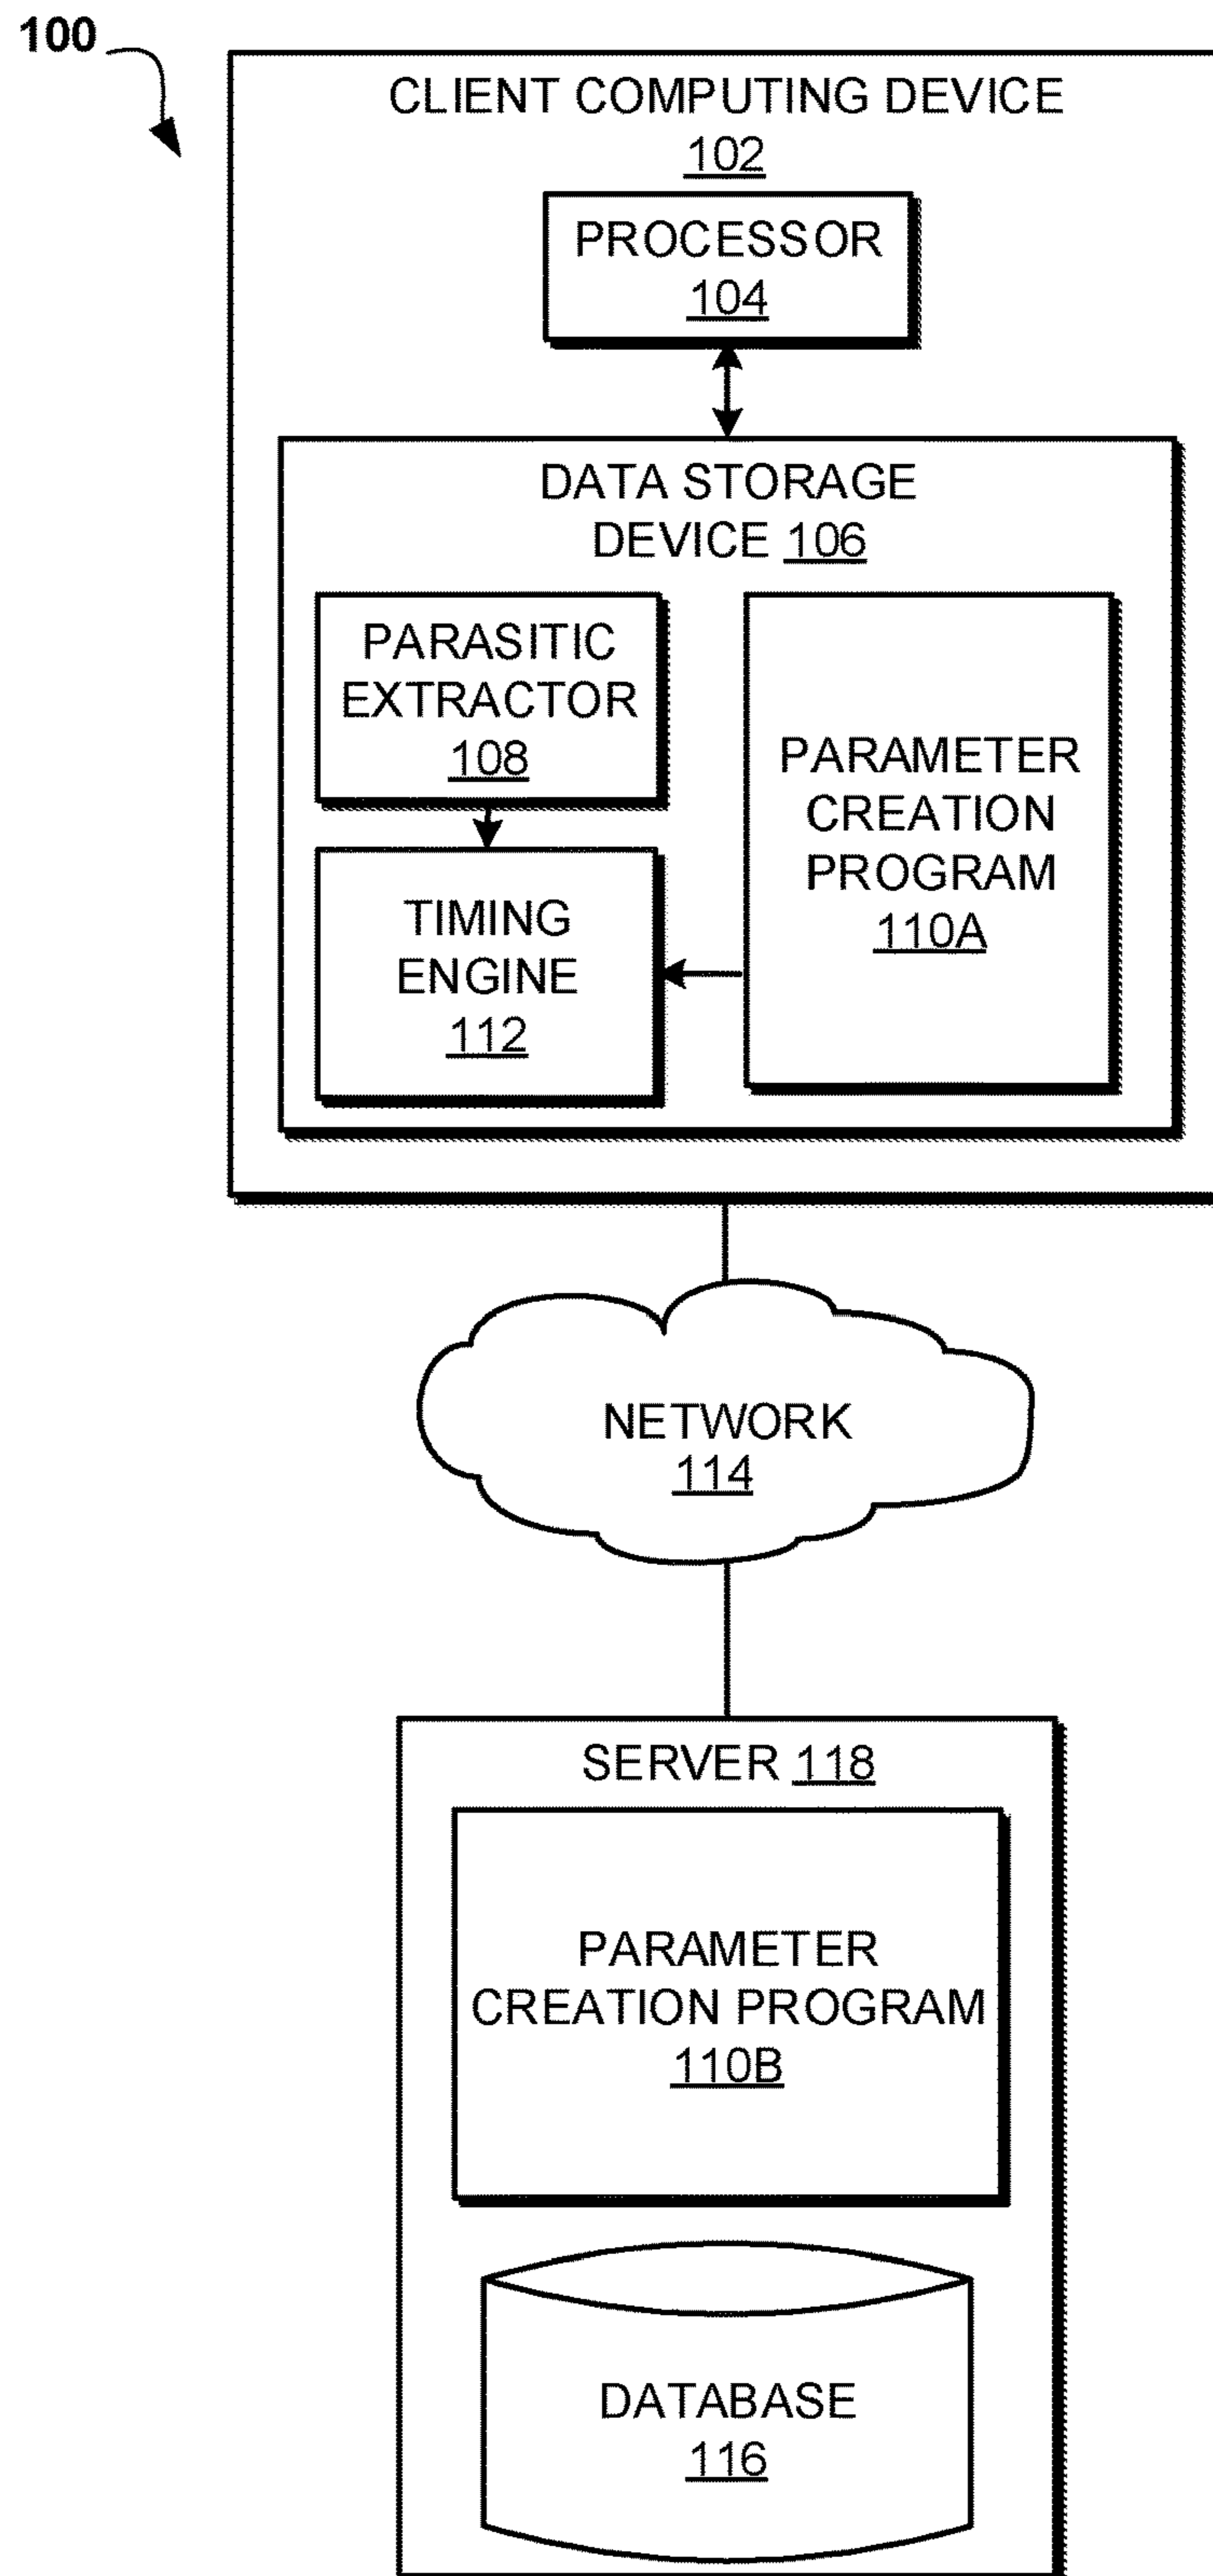 100
CLIENT COMPUTING DEVICE
102
PROCESSOR
104
DATA STORAGE
DEVICE 106
PARASITIC
EXTRACTOR
108
PARAMETER
CREATION
PROGRAM
110A
TIMING
ENGINE
112
NETWORK
114
SERVER 118
PARAMETER
CREATION PROGRAM
110B
DATABASE
116